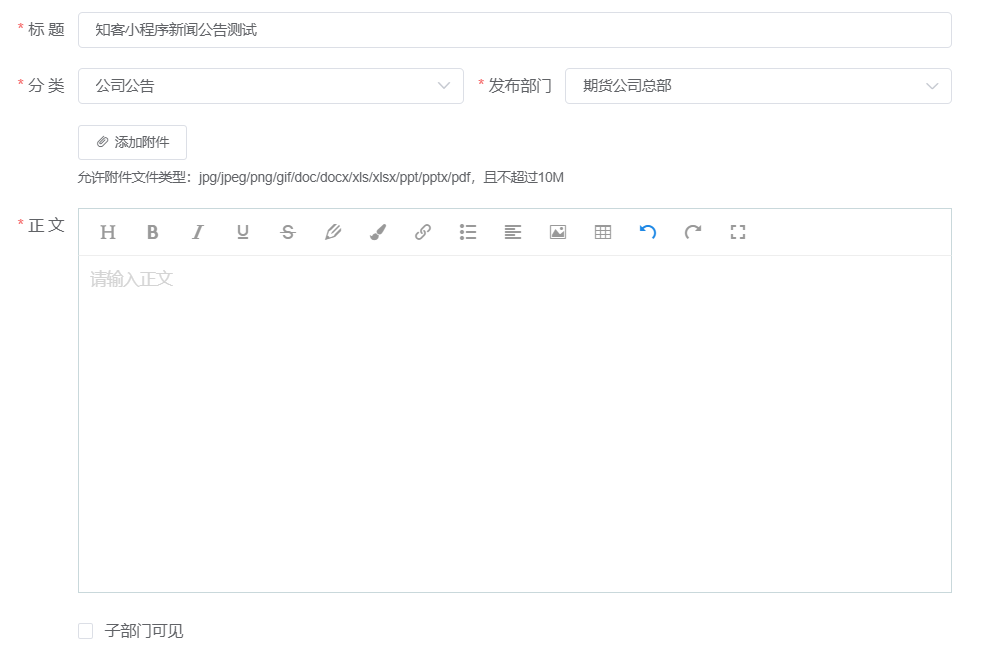 * 标 题 知客小程序新闻公告测试
* 分 类 公司公告 * 发布部门 期货公司总部
添加附件
允许附件文件类型：jpg/jpeg/png/gif/doc/docx/xls/xlsx/ppt/pptx/pdf，且不超过10M
* 正 文 H B I U S
请输入正文
子部门可见